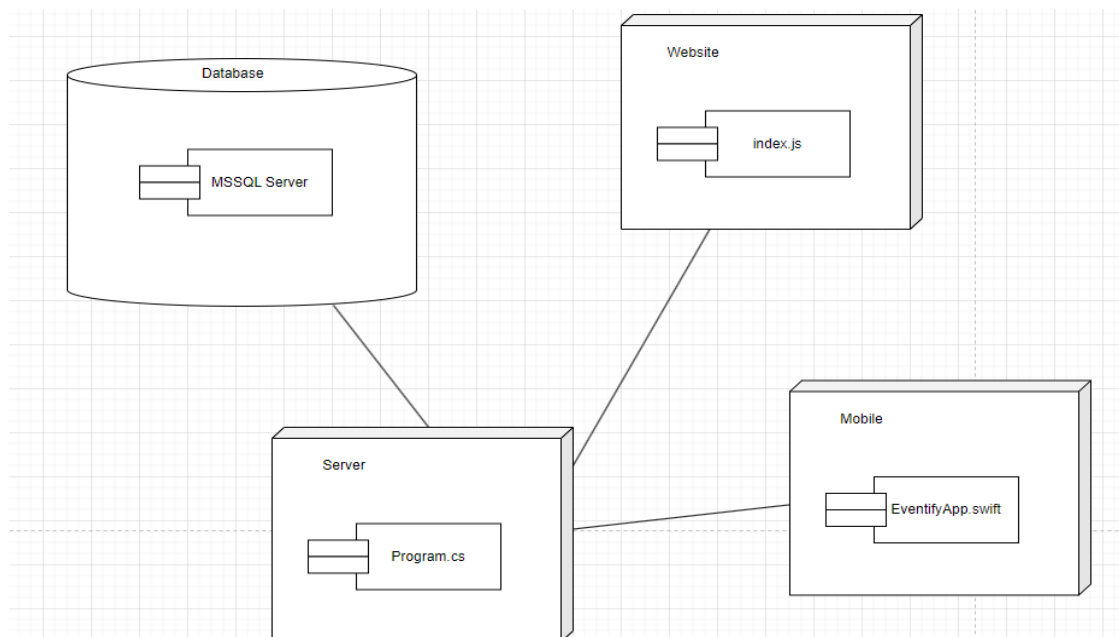 Database
MSSQL Server
Website
index.js
Server
Program.cs
Mobile
EventifyApp.swift